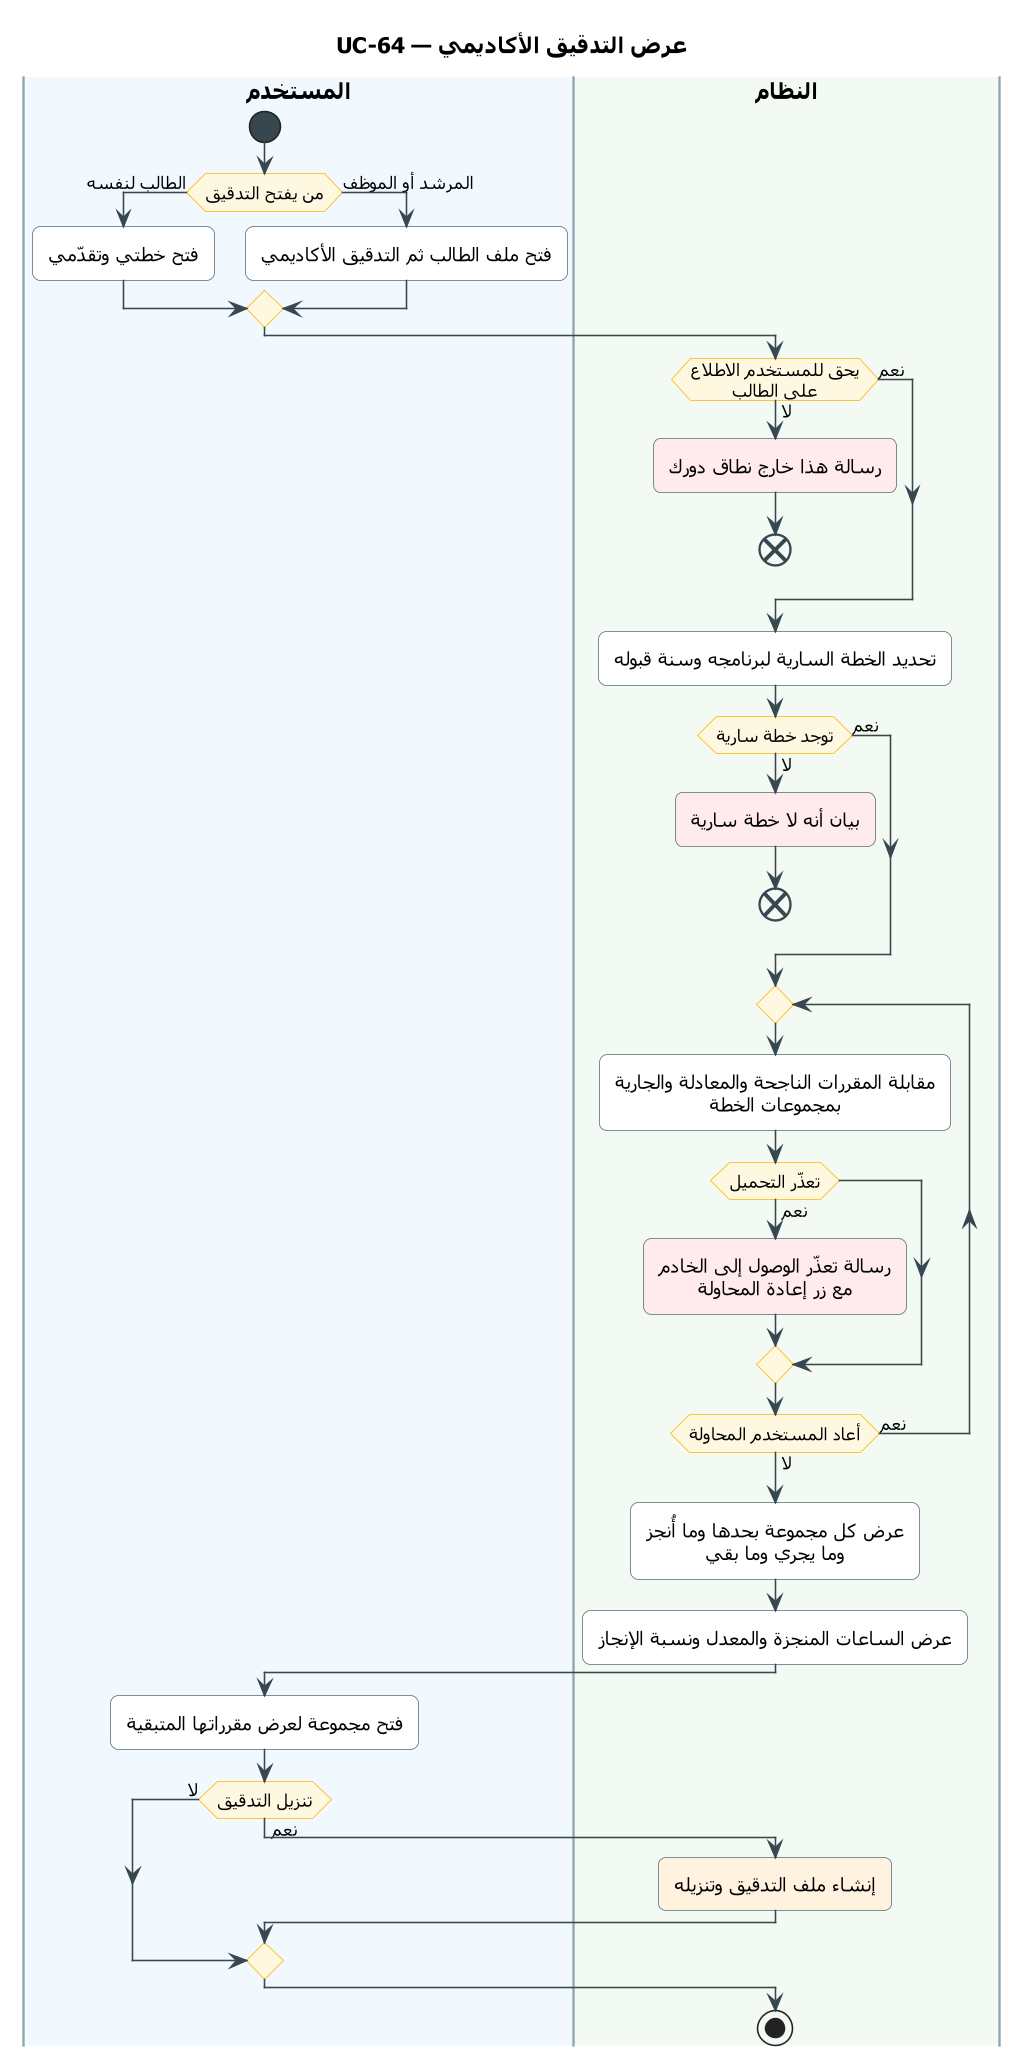 عرض التدقيق الأكاديمي — UC-64
المستخدم
النظام
من يفتح التدقيق
الطالب لنفسه
المرشد أو الموظف
فتح خطتي وتقدّمي
فتح ملف الطالب ثم التدقيق الأكاديمي
يحق للمستخدم الاطلاع
على الطالب
نعم
لا
رسالة هذا خارج نطاق دورك
تحديد الخطة السارية لبرنامجه وسنة قبوله
توجد خطة سارية
نعم
لا
بيان أنه لا خطة سارية
مقابلة المقررات الناجحة والمعادلة والجارية
بمجموعات الخطة
تعذّر التحميل
نعم
رسالة تعذّر الوصول إلى الخادم
مع زر إعادة المحاولة
أعاد المستخدم المحاولة
نعم
لا
عرض كل مجموعة بحدها وما أُنجز
وما يجري وما بقي
عرض الساعات المنجزة والمعدل ونسبة الإنجاز
فتح مجموعة لعرض مقرراتها المتبقية
تنزيل التدقيق
لا
نعم
إنشاء ملف التدقيق وتنزيله